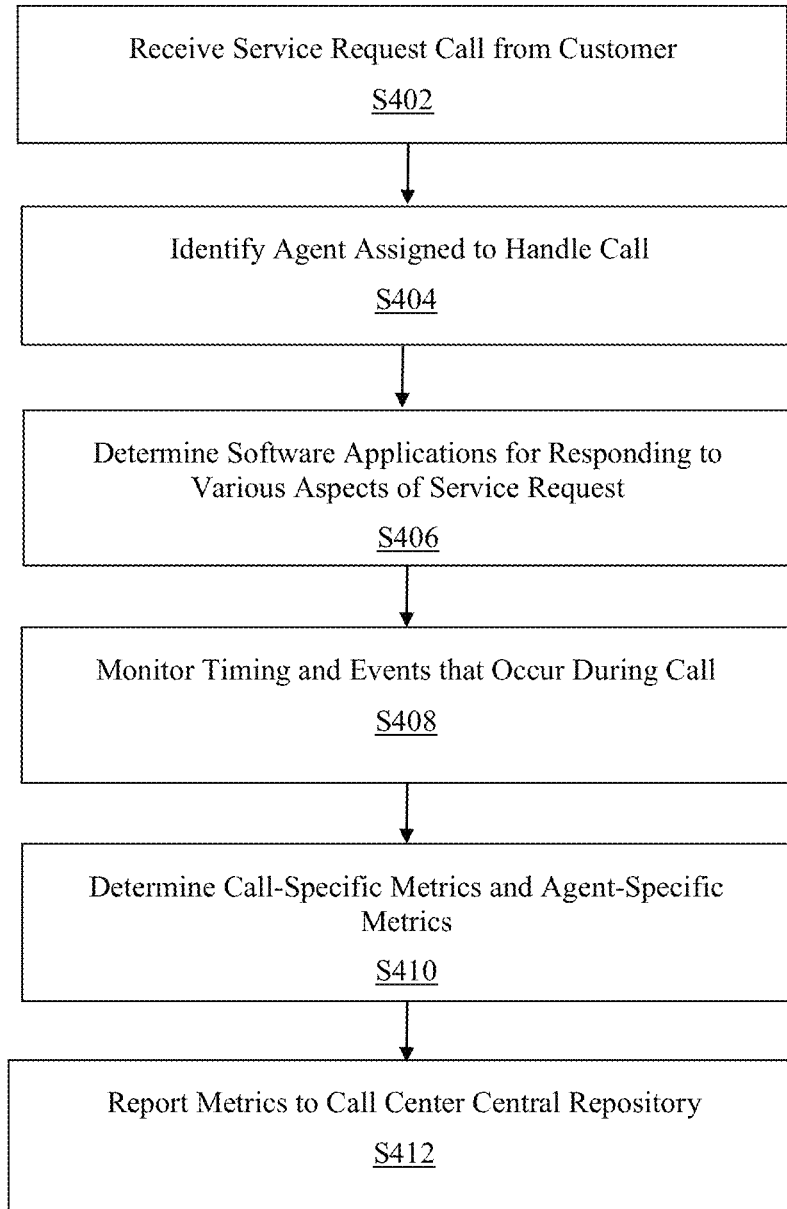 Receive Service Request Call from Customer
S402
Identify Agent Assigned to Handle Call
S404
Determine Software Applications for Responding to
Various Aspects of Service Request
S406
Monitor Timing and Events that Occur During Call
S408
Determine Call-Specific Metrics and Agent-Specific
Metrics
S410
Report Metrics to Call Center Central Repository
S412